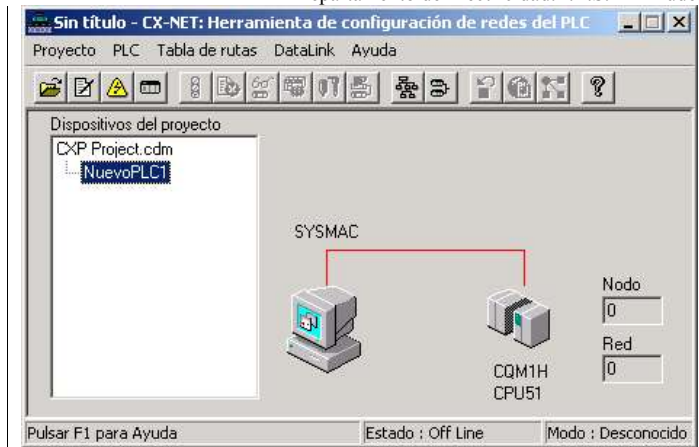 Sin título - CX-NET: Herramienta de configuración de redes del PLC
Proyecto PLC Tabla de rutas DataLink Ayuda
Dispositivos del proyecto
CXP Project.cdm
NuevoPLC1
SYSMAC
Nodo
0
Red
0
CQM1H
CPU51
Pulsar F1 para Ayuda Estado : Off Line Modo : Desconocido